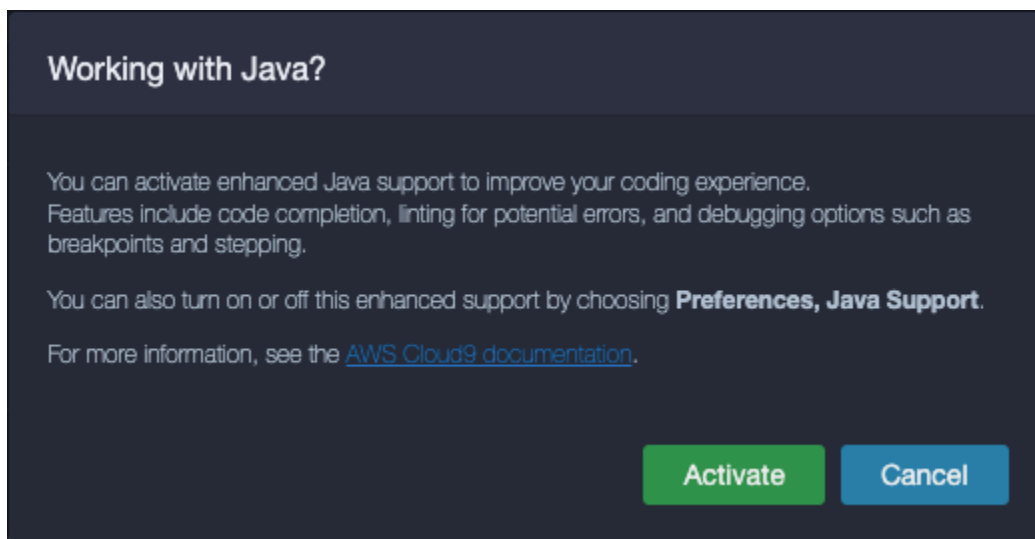 Working with Java?
You can activate enhanced Java support to improve your coding experience.
Features include code completion, linting for potential errors, and debugging options such as
breakpoints and stepping.
You can also turn on or off this enhanced support by choosing Preferences, Java Support.
For more information, see the AWS Cloud9 documentation.
Activate
Cancel